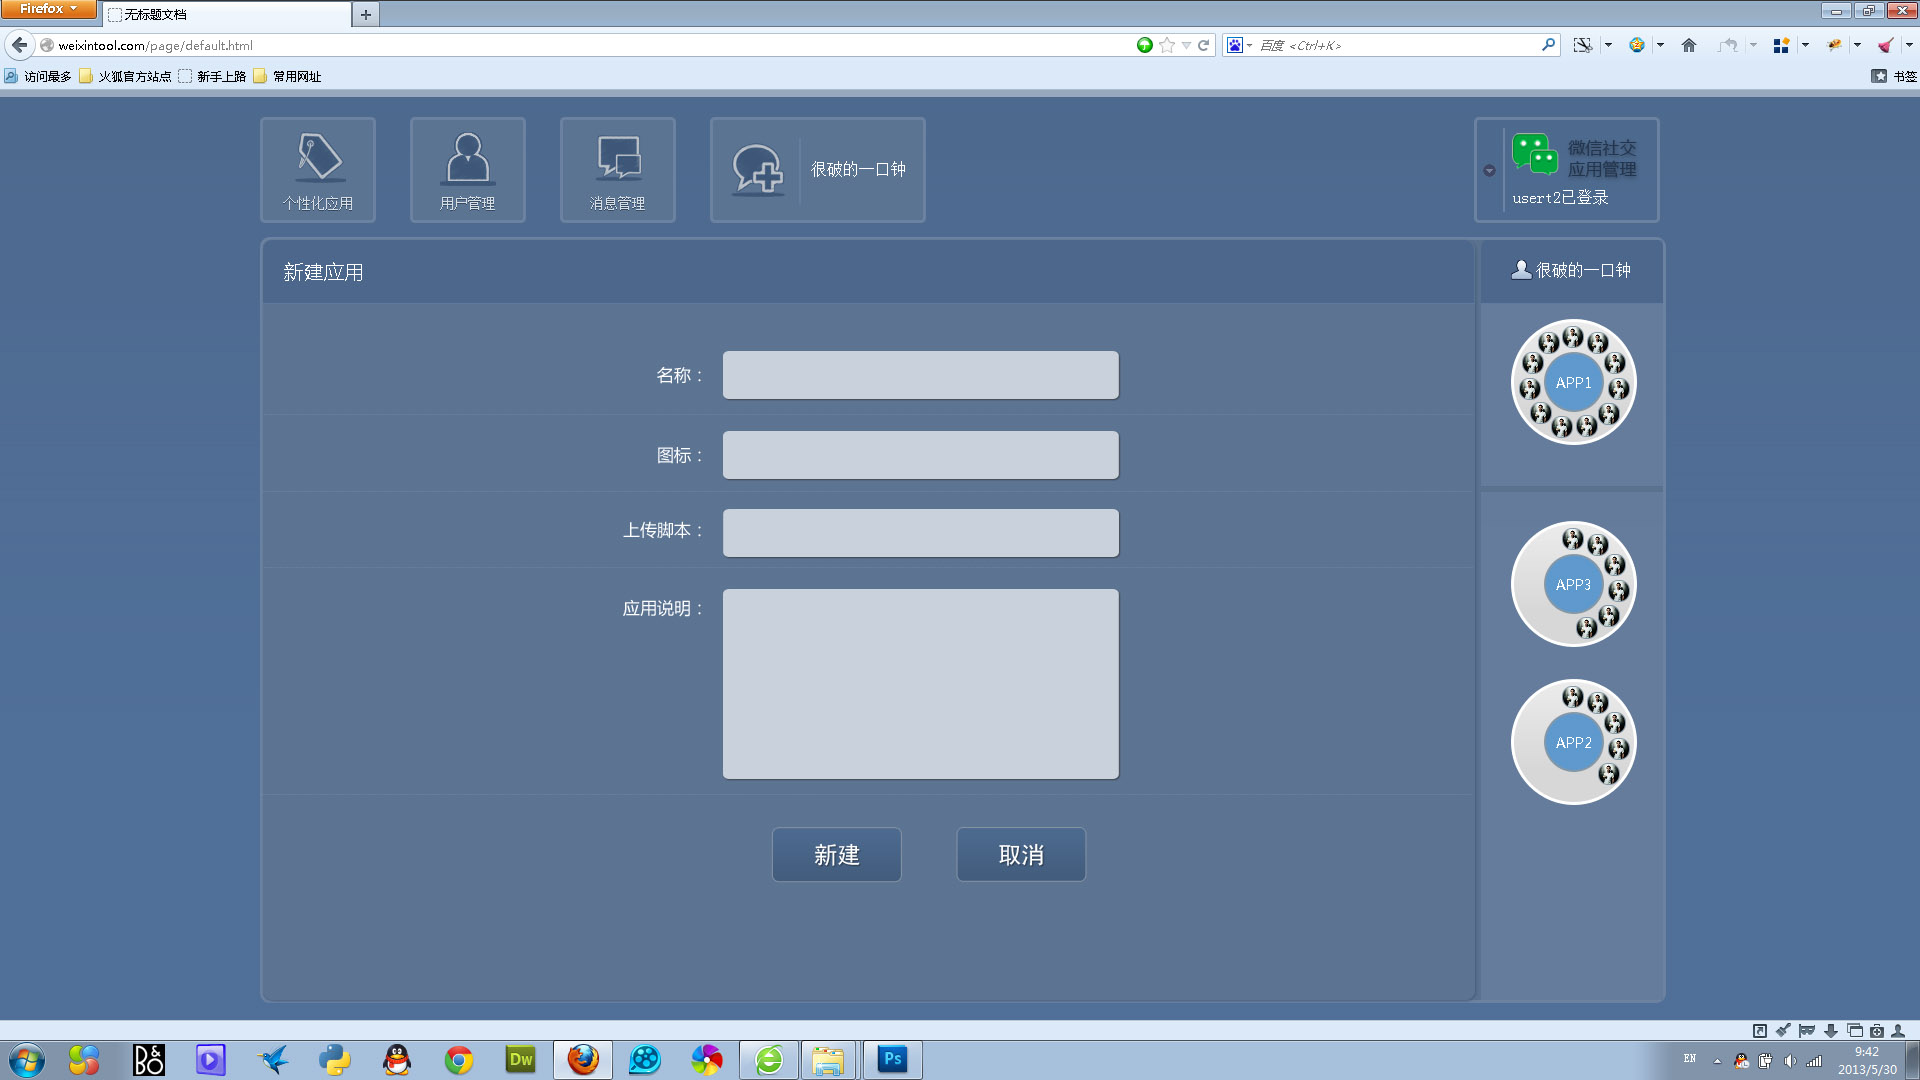 Firefox
无标题文档
weixintool.com/page/default.html
百度 <Ctrl+K>
访问最多
火狐官方站点
新手上路
常用网址
书签
个性化应用
用户管理
消息管理
很破的一口钟
微信社交
应用管理
usert2已登录
新建应用
很破的一口钟
名称：
图标：
上传脚本：
应用说明：
新建
取消
APP1
APP3
APP2
B&O
Dw
Ps
EN
9:42
2013/5/30